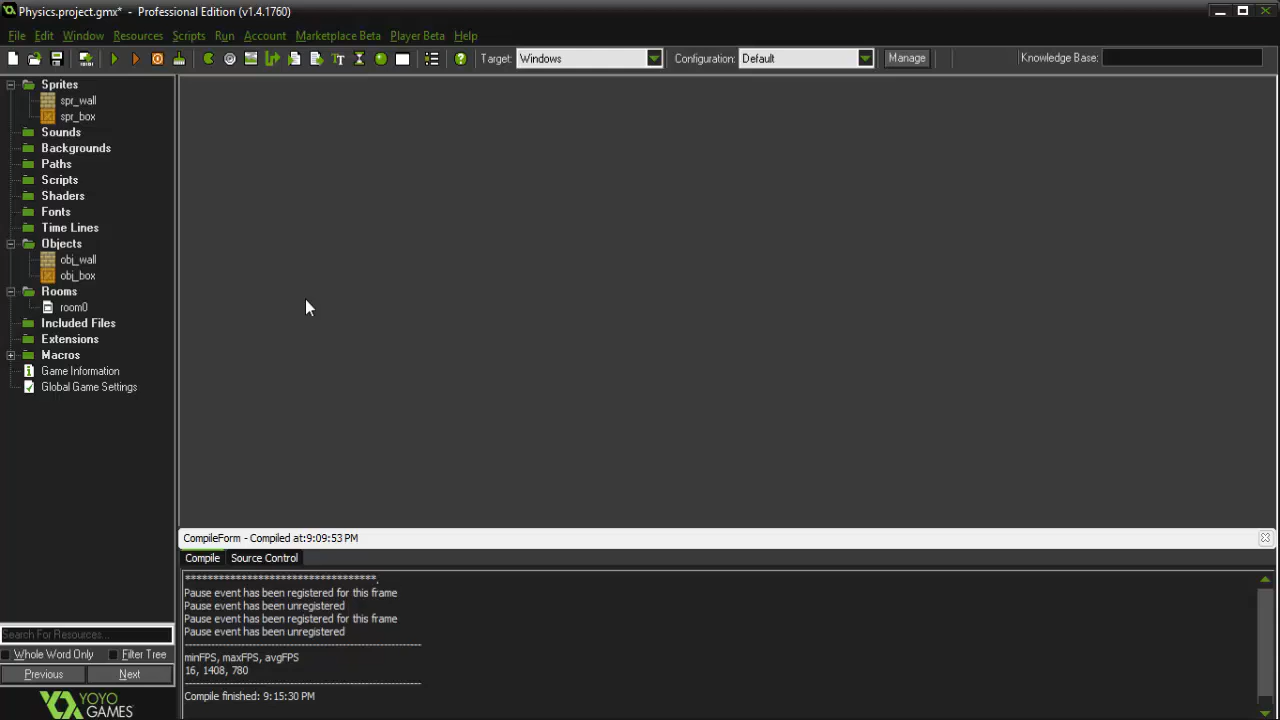 Physics.project.gmx* - Professional Edition (v1.4.1760)
File Edit Window Resources Scripts Run Account Marketplace Beta Player Beta Help
Target: Windows Configuration: Default Manage Knowledge Base:
Sprites
spr_wall
spr_box
Sounds
Backgrounds
Paths
Scripts
Shaders
Fonts
Time Lines
Objects
obj_wall
obj_box
Rooms
room0
Included Files
Extensions
Macros
Game Information
Global Game Settings
Search For Resources...
Whole Word Only Filter Tree
Previous Next
YOYO
GAMES
CompileForm - Compiled at:9:09:53 PM
Compile Source Control
***********************************.
Pause event has been registered for this frame
Pause event has been unregistered
Pause event has been registered for this frame
Pause event has been unregistered
----------------------------------------------------------
minFPS, maxFPS, avgFPS
16, 1408, 780
----------------------------------------------------------
Compile finished: 9:15:30 PM